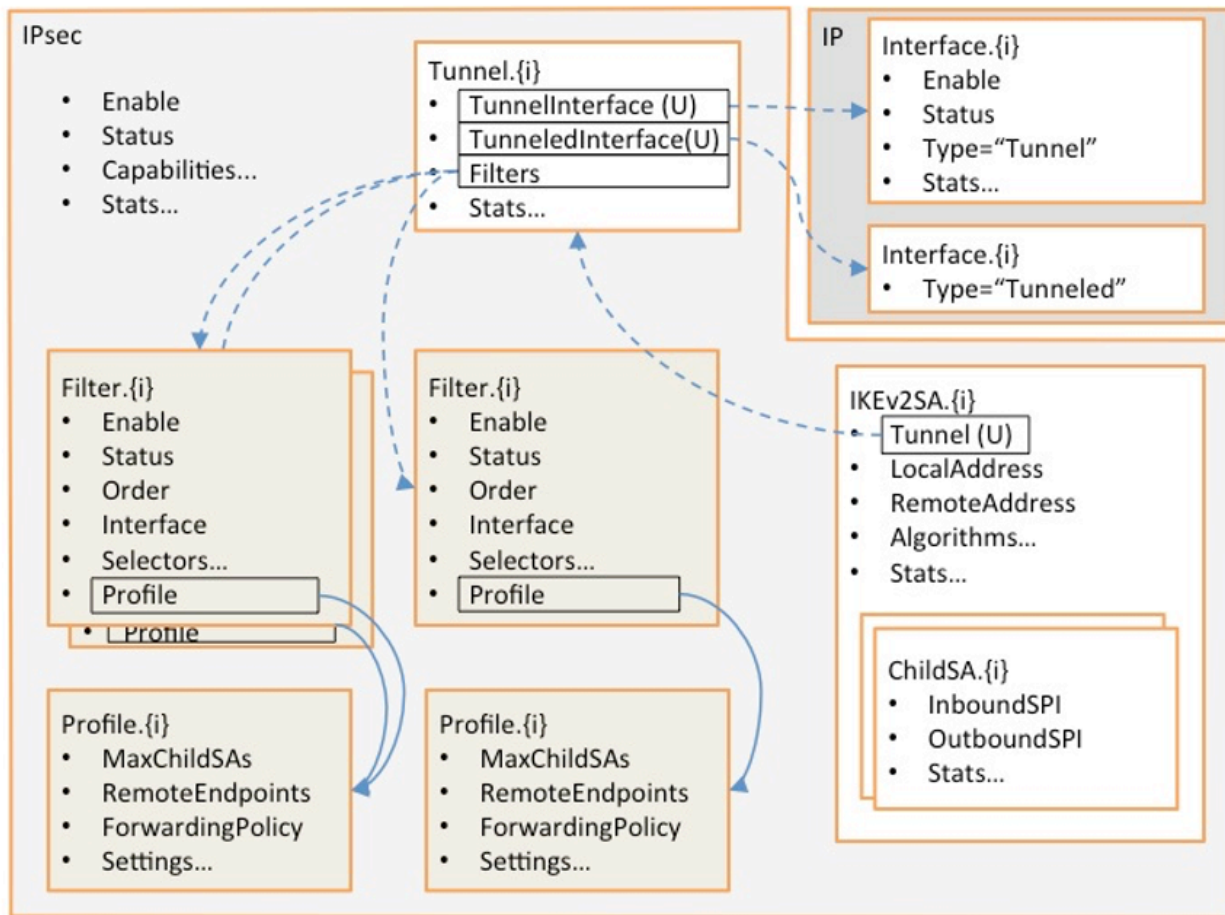 IPsec
• Enable
• Status
• Capabilities...
• Stats...
Tunnel.{i}
• TunnelInterface (U)
• TunneledInterface(U)
• Filters
• Stats...
IP
Interface.{i}
• Enable
• Status
• Type="Tunnel"
• Stats...
Interface.{i}
• Type="Tunneled"
Filter.{i}
• Enable
• Status
• Order
• Interface
• Selectors...
• Profile
• Profile
Filter.{i}
• Enable
• Status
• Order
• Interface
• Selectors...
• Profile
IKEv2SA.{i}
• Tunnel (U)
• LocalAddress
• RemoteAddress
• Algorithms...
• Stats...
ChildSA.{i}
• InboundSPI
• OutboundSPI
• Stats...
Profile.{i}
• MaxChildSAs
• RemoteEndpoints
• ForwardingPolicy
• Settings...
Profile.{i}
• MaxChildSAs
• RemoteEndpoints
• ForwardingPolicy
• Settings...